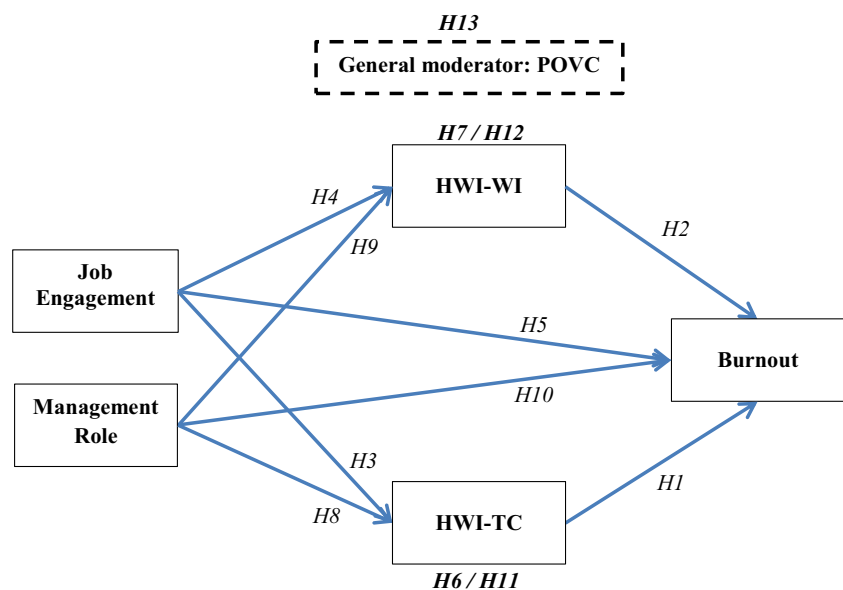 H13
General moderator: POVC
H7 / H12
HWI-WI
H4
H9
H2
Job
Engagement
H5
Burnout
Management
Role
H10
H3
H8
HWI-TC
H1
H6 / H11